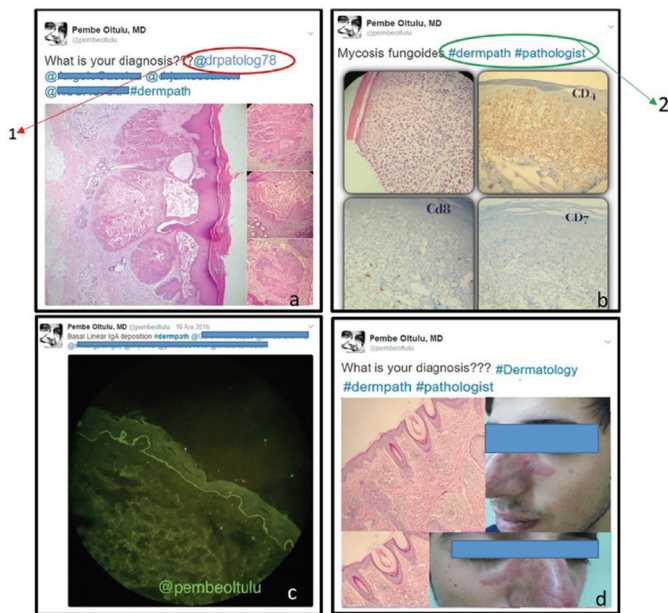 Pembe Oltulu, MD
@pembeoltulu
What is your diagnosis???@drpatolog78
@
@
#dermpath
1
a
Pembe Oltulu, MD
@pembeoltulu
Mycosis fungoides #dermpath #pathologist
2
CD4
Cd8
CD7
b
Pembe Oltulu, MD @pembeoltulu · 16 Ara 2016
Basal Linear IgA deposition #dermpath @
@pembeoltulu
c
Pembe Oltulu, MD
@pembeoltulu
What is your diagnosis??? #Dermatology
#dermpath #pathologist
d